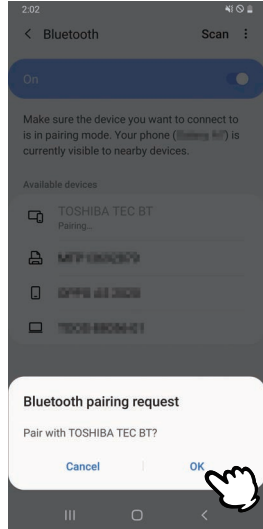 2:02
Bluetooth Scan
On
Make sure the device you want to connect to
is in pairing mode. Your phone ( ) is
currently visible to nearby devices.
Available devices
TOSHIBA TEC BT
Pairing...
Bluetooth pairing request
Pair with TOSHIBA TEC BT?
Cancel OK